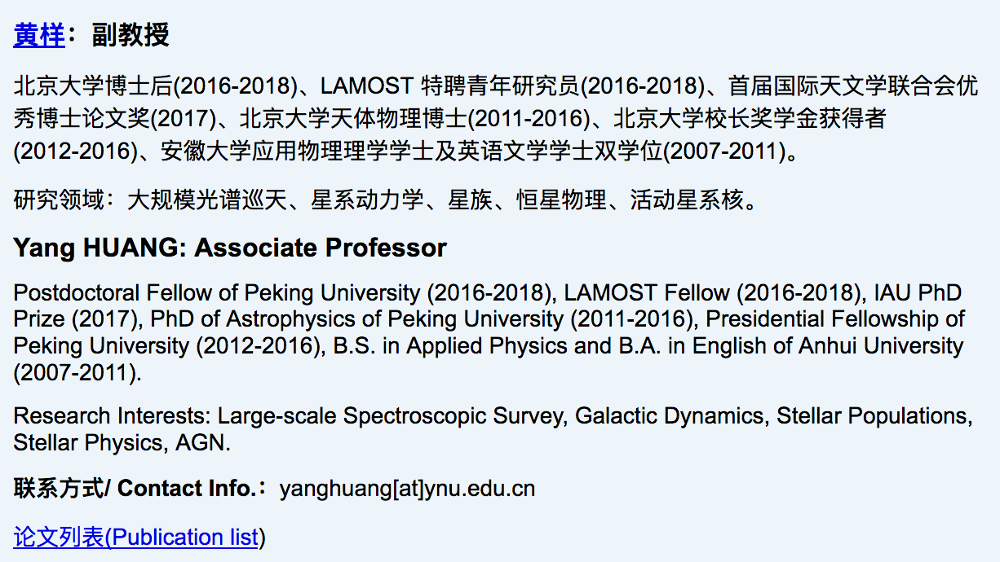 黄样：副教授
北京大学博士后(2016-2018)、LAMOST 特聘青年研究员(2016-2018)、首届国际天文学联合会优
秀博士论文奖(2017)、北京大学天体物理博士(2011-2016)、北京大学校长奖学金获得者
(2012-2016)、安徽大学应用物理理学学士及英语文学学士双学位(2007-2011)。
研究领域：大规模光谱巡天、星系动力学、星族、恒星物理、活动星系核。
Yang HUANG: Associate Professor
Postdoctoral Fellow of Peking University (2016-2018), LAMOST Fellow (2016-2018), IAU PhD
Prize (2017), PhD of Astrophysics of Peking University (2011-2016), Presidential Fellowship of
Peking University (2012-2016), B.S. in Applied Physics and B.A. in English of Anhui University
(2007-2011).
Research Interests: Large-scale Spectroscopic Survey, Galactic Dynamics, Stellar Populations,
Stellar Physics, AGN.
联系方式/ Contact Info.：yanghuang[at]ynu.edu.cn
论文列表(Publication list)